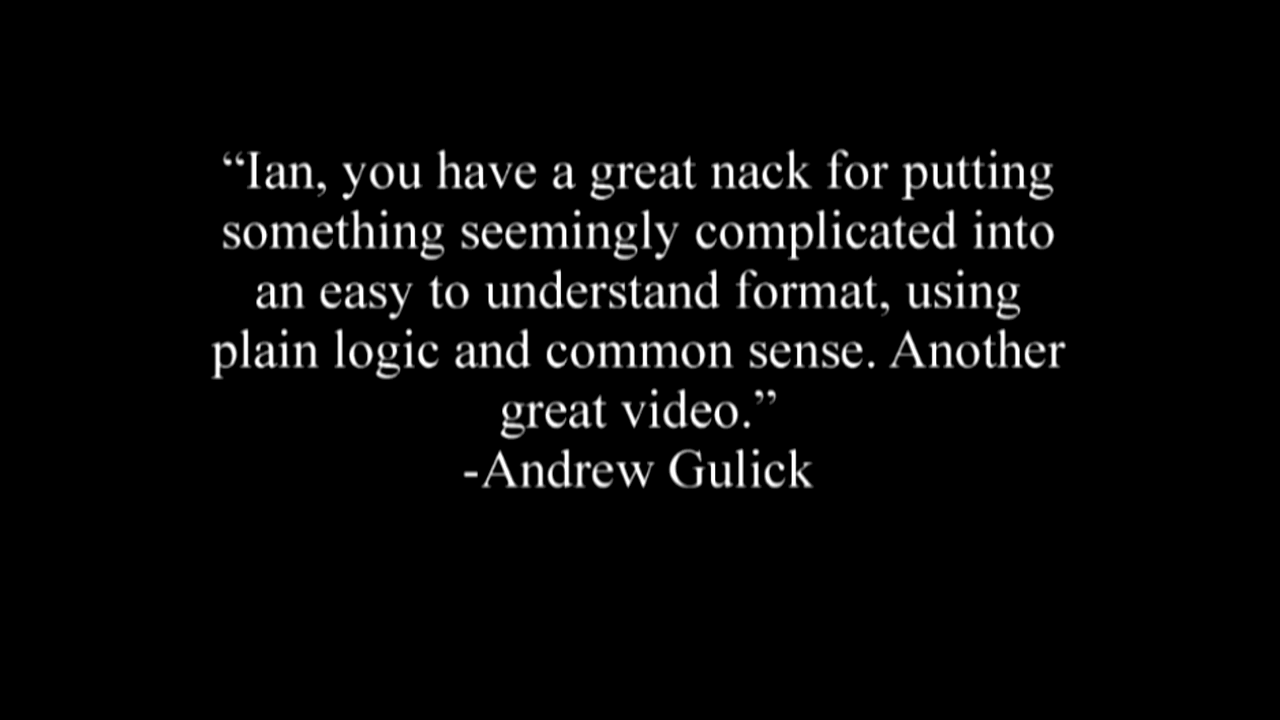 “Ian, you have a great nack for putting
something seemingly complicated into
an easy to understand format, using
plain logic and common sense. Another
great video.”
-Andrew Gulick